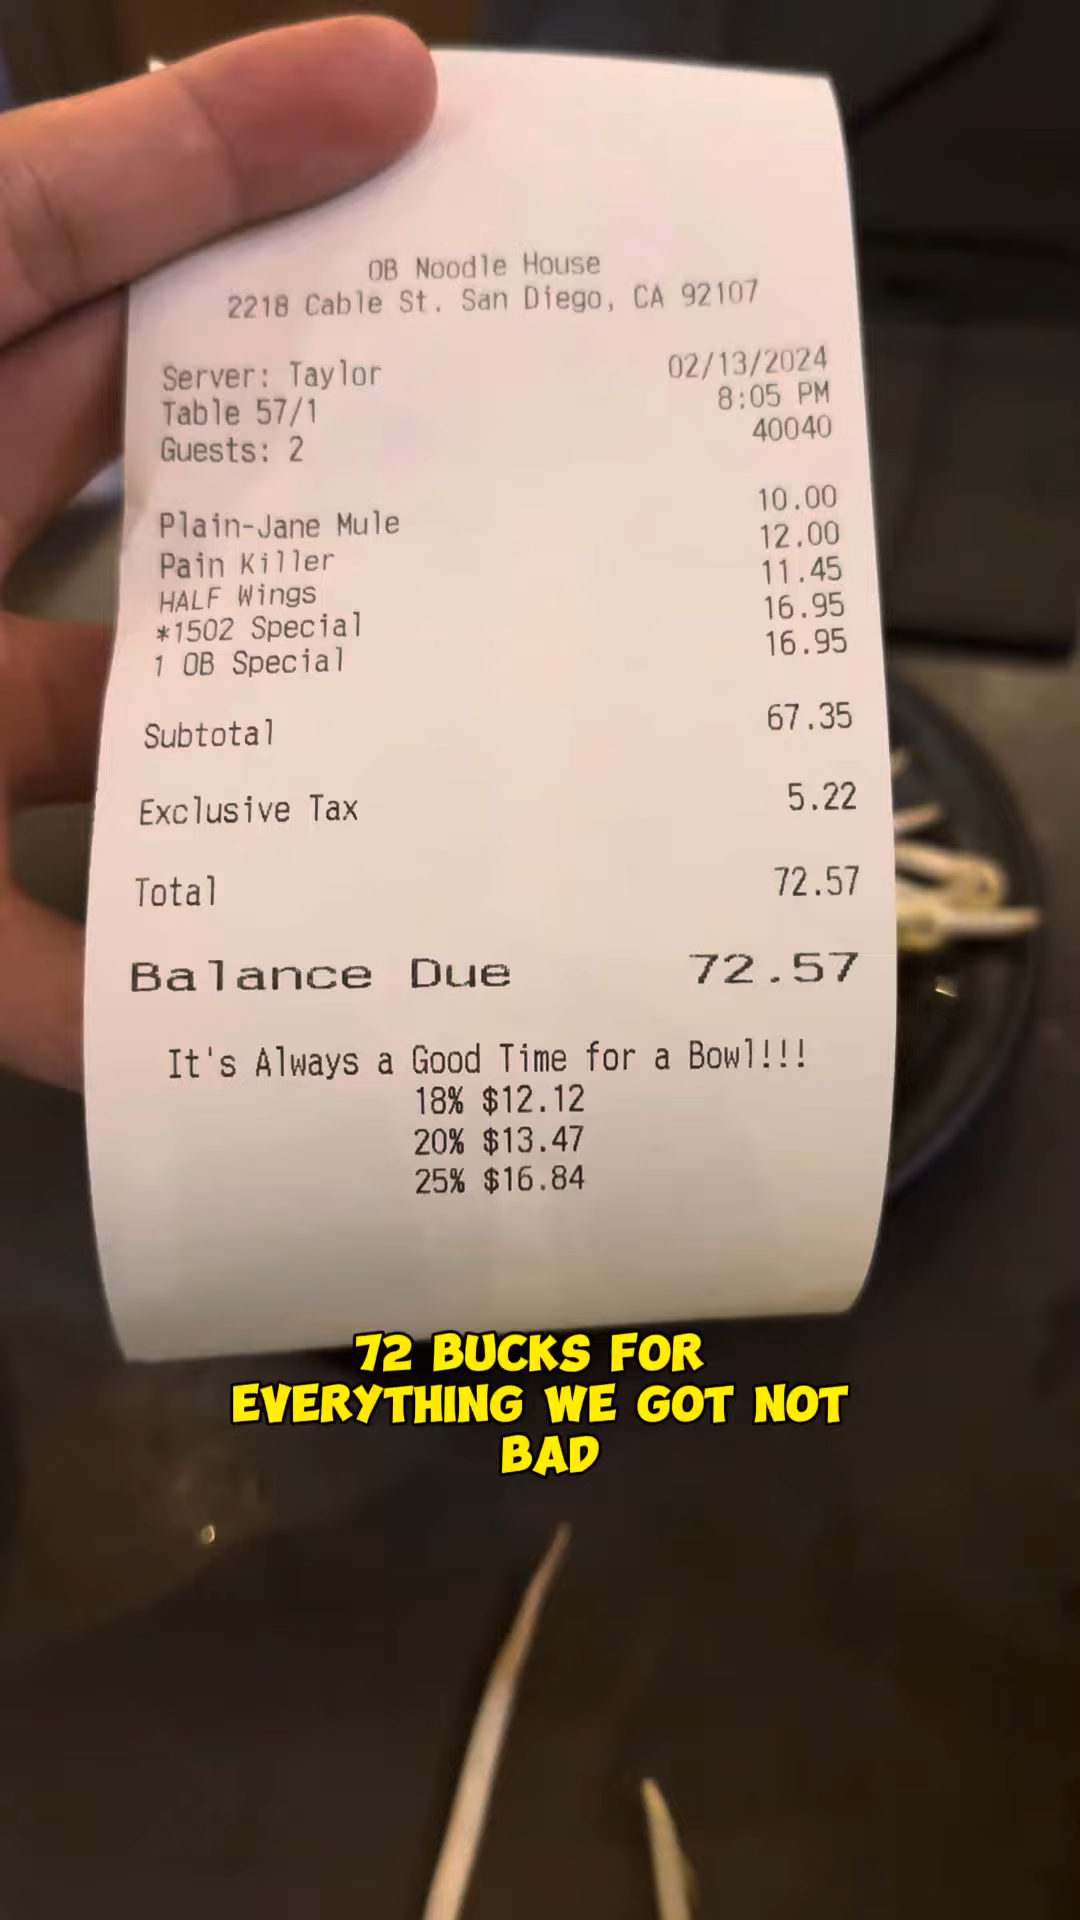 OB Noodle House
2218 Cable St. San Diego, CA 92107
Server: Taylor 02/13/2024
Table 57/1 8:05 PM
Guests: 2 40040
Plain-Jane Mule 10.00
Pain Killer 12.00
HALF Wings 11.45
*1502 Special 16.95
1 OB Special 16.95
Subtotal 67.35
Exclusive Tax 5.22
Total 72.57
Balance Due 72.57
It's Always a Good Time for a Bowl!!!
18% $12.12
20% $13.47
25% $16.84
72 BUCKS FOR
EVERYTHING WE GOT NOT
BAD